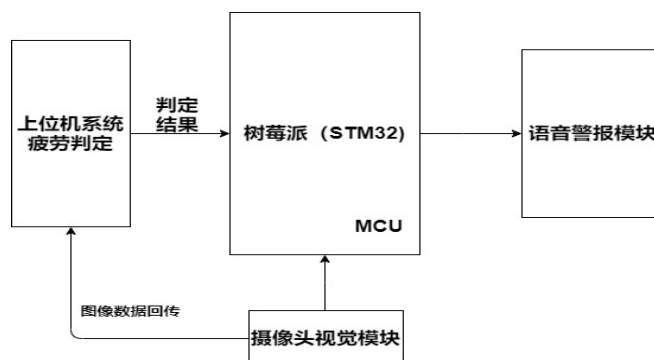 上位机系统
疲劳判定
判定
结果
树莓派（STM32)
MCU
语音警报模块
图像数据回传
摄像头视觉模块